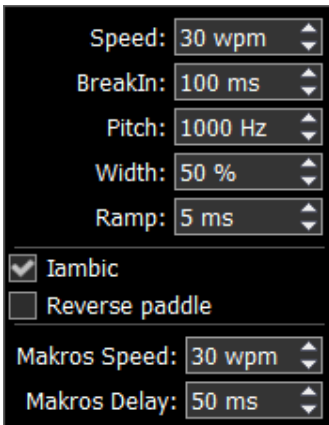 Speed: 30 wpm
BreakIn: 100 ms
Pitch: 1000 Hz
Width: 50 %
Ramp: 5 ms
Iambic
Reverse paddle
Makros Speed: 30 wpm
Makros Delay: 50 ms